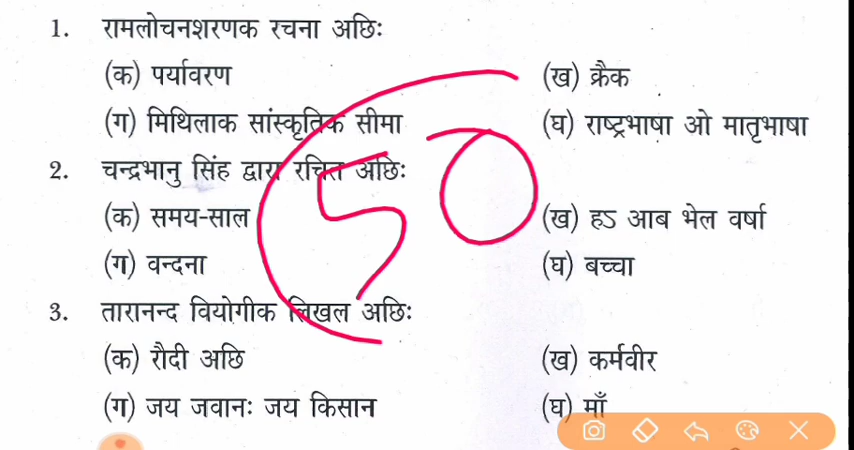 1. रामलोचनशरणक रचना अछिः
(क) पर्यावरण (ख) क्रैक
(ग) मिथिलाक सांस्कृतिक सीमा (घ) राष्ट्रभाषा ओ मातृभाषा
2. चन्द्रभानु सिंह द्वारा रचित अछिः
(क) समय-साल (ख) हऽ आब भेल वर्षा
(ग) वन्दना (घ) बच्चा
3. तारानन्द वियोगीक लिखल अछिः
(क) रौदी अछि (ख) कर्मवीर
(ग) जय जवानः जय किसान (घ) माँ
50